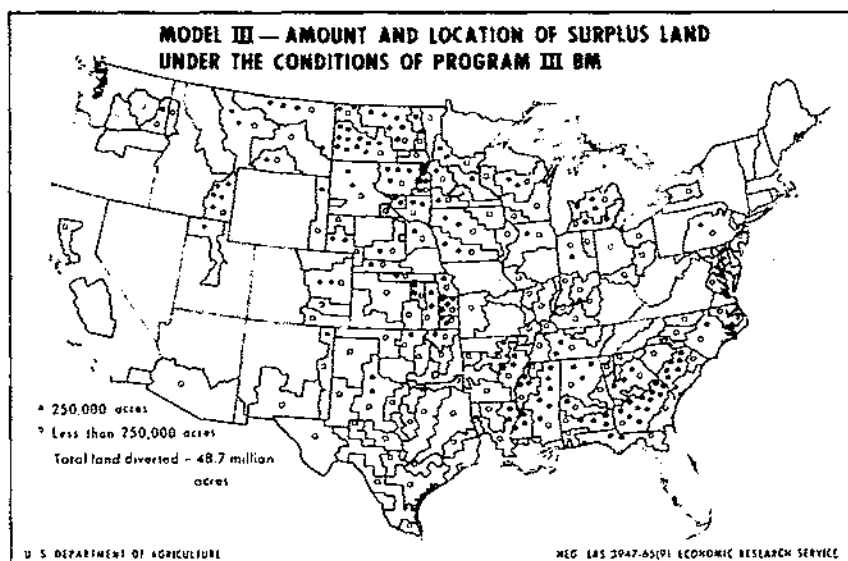 MODEL III — AMOUNT AND LOCATION OF SURPLUS LAND
UNDER THE CONDITIONS OF PROGRAM III BM
250,000 acres
Less than 250,000 acres
Total land diverted - 48.7 million
acres
U. S. DEPARTMENT OF AGRICULTURE
NEG. ERS 3947-65(9) ECONOMIC RESEARCH SERVICE